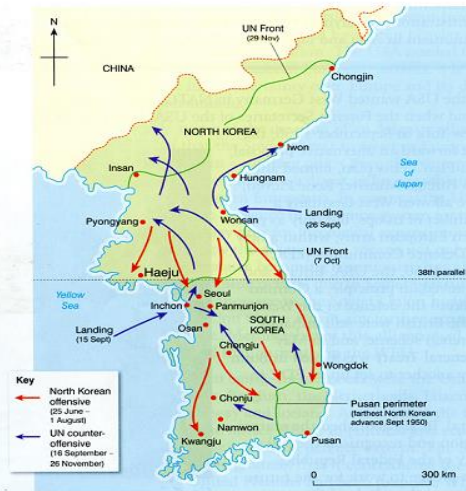 N
UN Front
(29 Nov)
CHINA
Chongjin
NORTH KOREA
Iwon
Insan
Hungnam
Sea
of
Japan
Pyongyang
Wonsan
Landing
(26 Sept)
UN Front
(7 Oct)
Haeju
38th parallel
Yellow
Sea
Seoul
Inchon
Panmunjon
Landing
(15 Sept)
Osan
SOUTH
KOREA
Chongju
Wongdok
Key
North Korean
offensive
(25 June –
1 August)
UN counter-
offensive
(16 September –
26 November)
Chonju
Namwon
Kwangju
Pusan
Pusan perimeter
(farthest North Korean
advance Sept 1950)
0
300 km